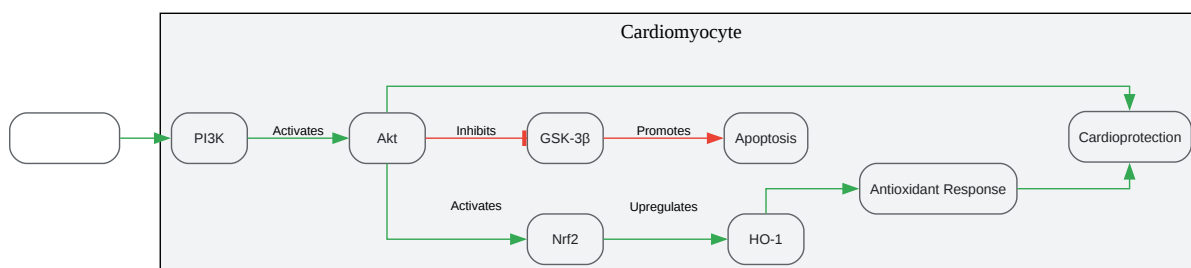 Cardiomyocyte
PI3K
Activates
Akt
Inhibits
GSK-3β
Promotes
Apoptosis
Cardioprotection
Antioxidant Response
Activates
Nrf2
Upregulates
HO-1